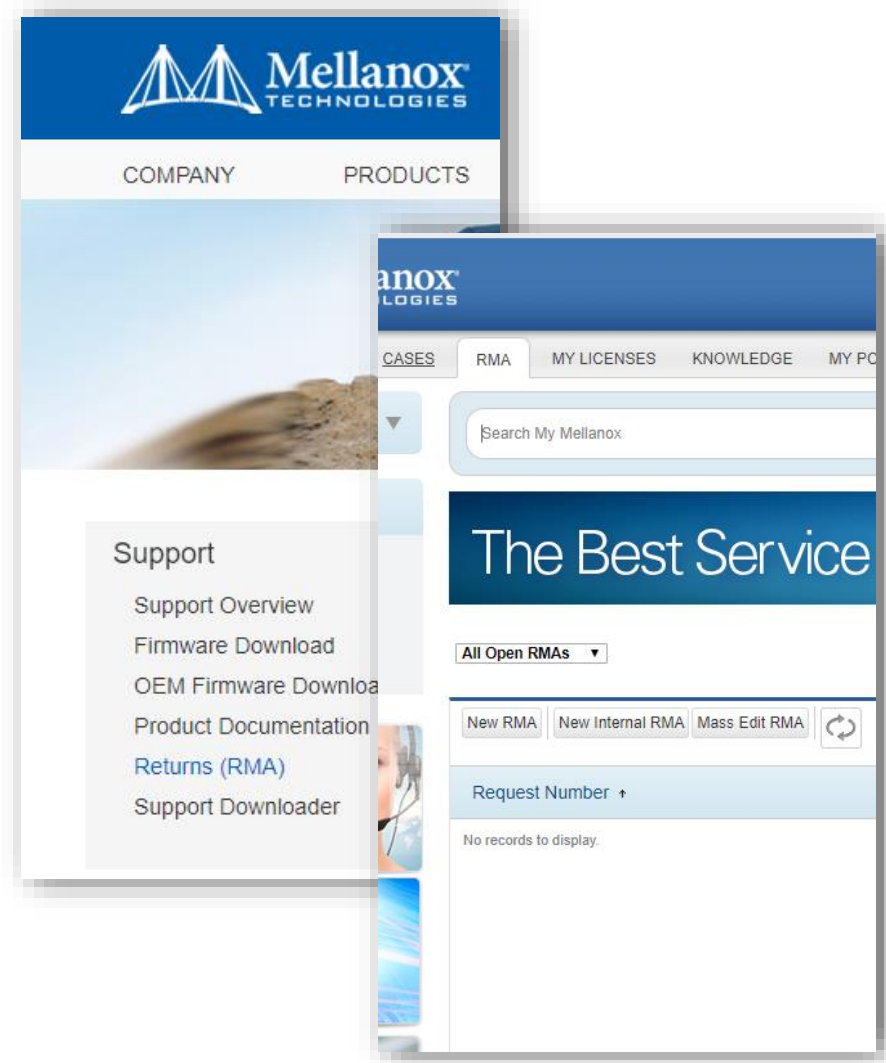 Mellanox
TECHNOLOGIES
COMPANY PRODUCTS
Support
Support Overview
Firmware Download
OEM Firmware Downloa
Product Documentation
Returns (RMA)
Support Downloader
anox
LOGIES
CASES RMA MY LICENSES KNOWLEDGE MY PO
Search My Mellanox
The Best Service
All Open RMAs
New RMA New Internal RMA Mass Edit RMA
Request Number ↑
No records to display.